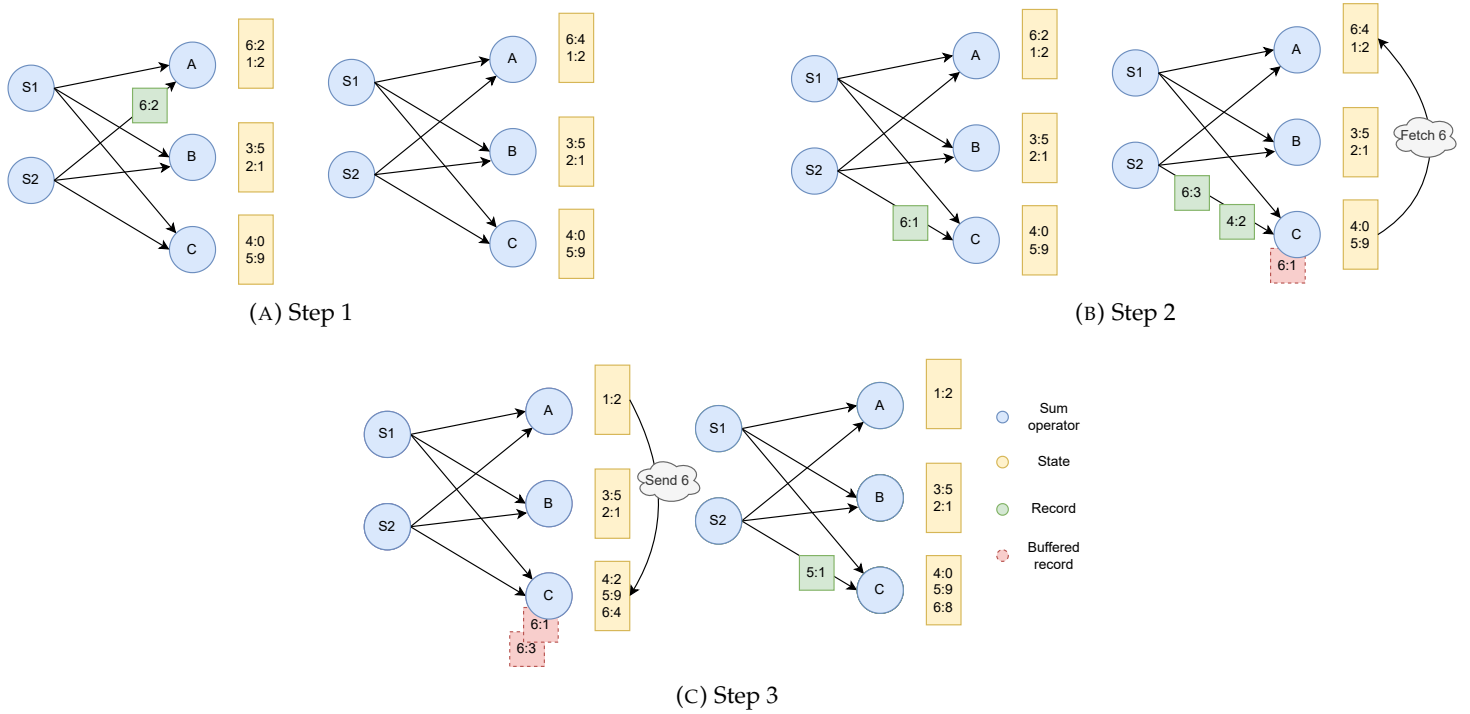 S1
S2
A
B
C
6:2
6:2
1:2
3:5
2:1
4:0
5:9
S1
S2
A
B
C
6:4
1:2
3:5
2:1
4:0
5:9
(A) Step 1
S1
S2
A
B
C
6:1
6:2
1:2
3:5
2:1
4:0
5:9
S1
S2
A
B
C
6:3
4:2
6:1
6:4
1:2
3:5
2:1
4:0
5:9
Fetch 6
(B) Step 2
S1
S2
A
B
C
6:1
6:3
1:2
3:5
2:1
4:2
5:9
6:4
Send 6
S1
S2
A
B
C
5:1
1:2
3:5
2:1
4:0
5:9
6:8
Sum
operator
State
Record
Buffered
record
(C) Step 3